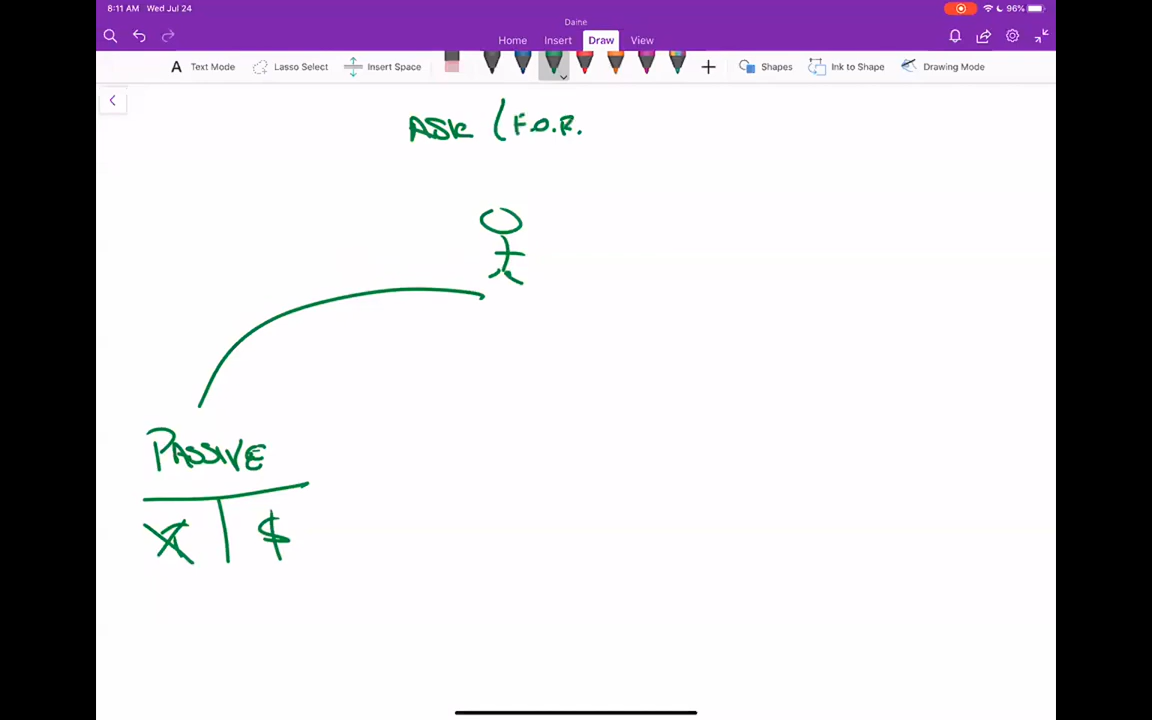 8:11 AM Wed Jul 24
96%
Daine
Home Insert Draw View
A Text Mode Lasso Select Insert Space Shapes Ink to Shape Drawing Mode
ASK (F.O.R.
PASSIVE
$